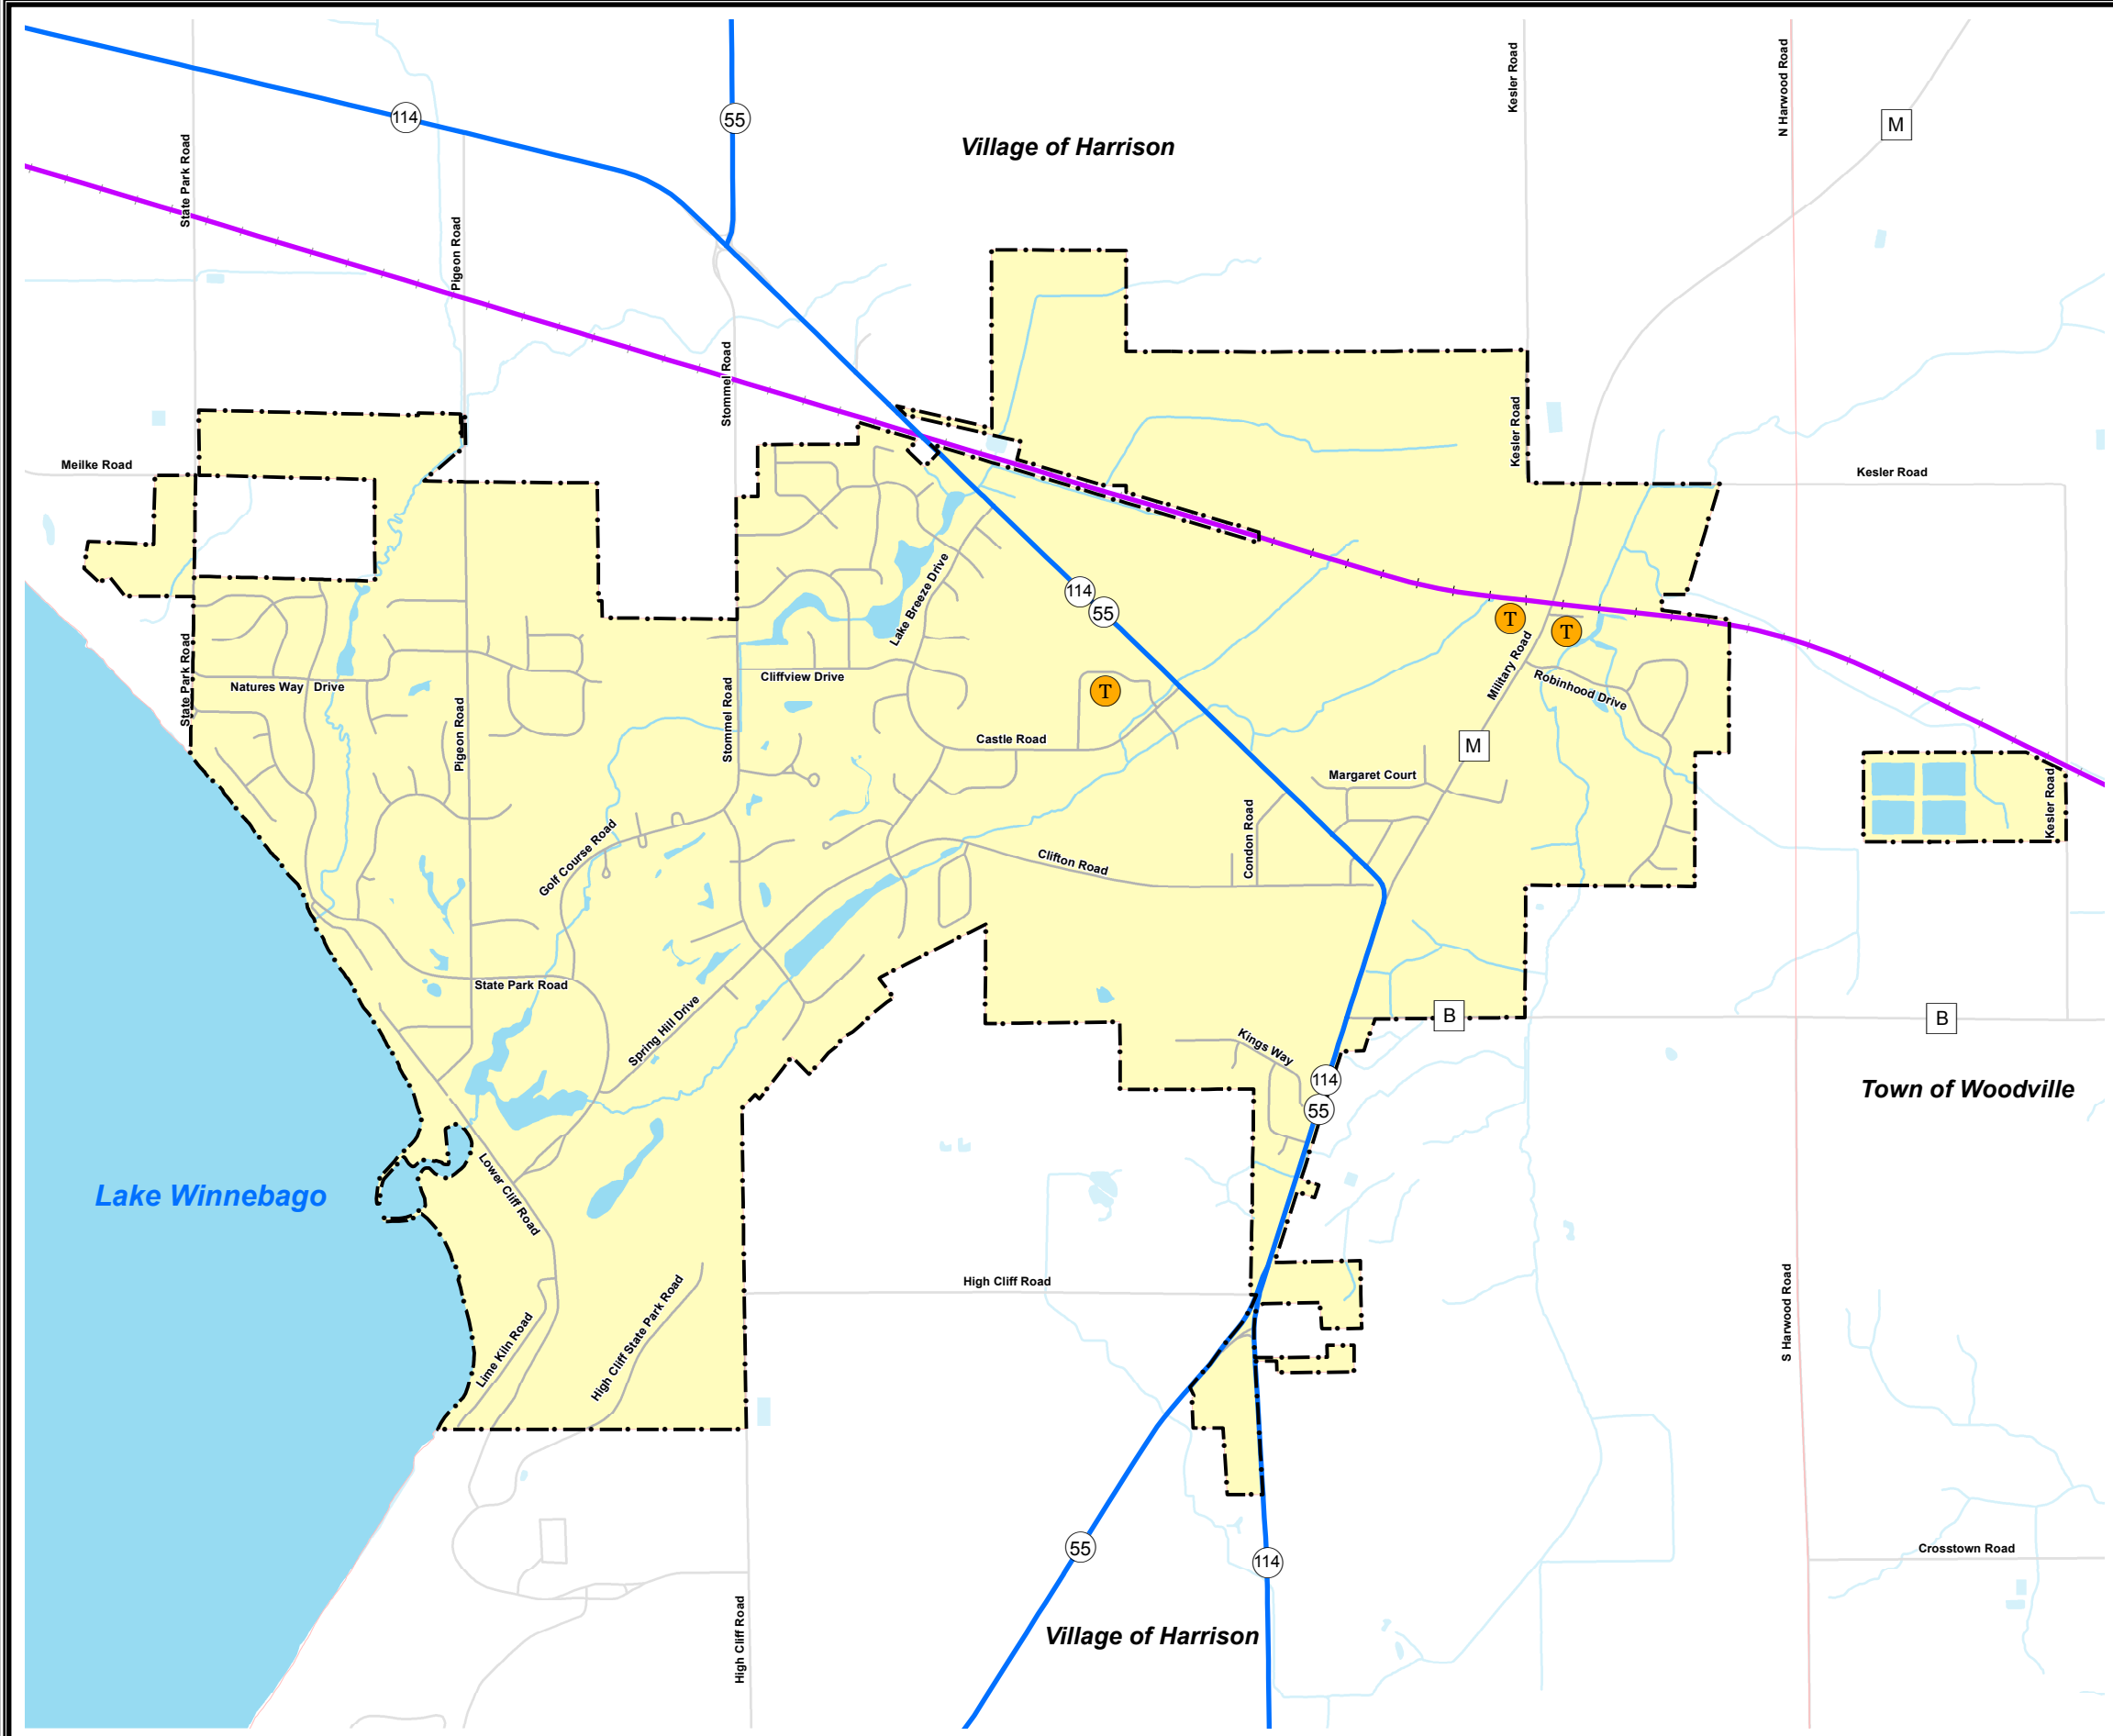 Kesler Road
N Harwood Road
114
55
M
Village of Harrison
State Park Road
Pigeon Road
Stommel Road
Kesler Road
Meilke Road
Kesler Road
Lake Breeze Drive
114
55
T
T
Military Road
State Park Road
Natures Way Drive
Cliffview Drive
T
Robinhood Drive
Pigeon Road
Stommel Road
Castle Road
M
Margaret Court
Kesler Road
Golf Course Road
Condon Road
Clifton Road
State Park Road
Spring Hill Drive
B
B
Kings Way
114
55
Town of Woodville
Lake Winnebago
Lower Cliff Road
High Cliff Road
S Harwood Road
Lime Kiln Road
High Cliff State Park Road
55
114
Crosstown Road
High Cliff Road
Village of Harrison